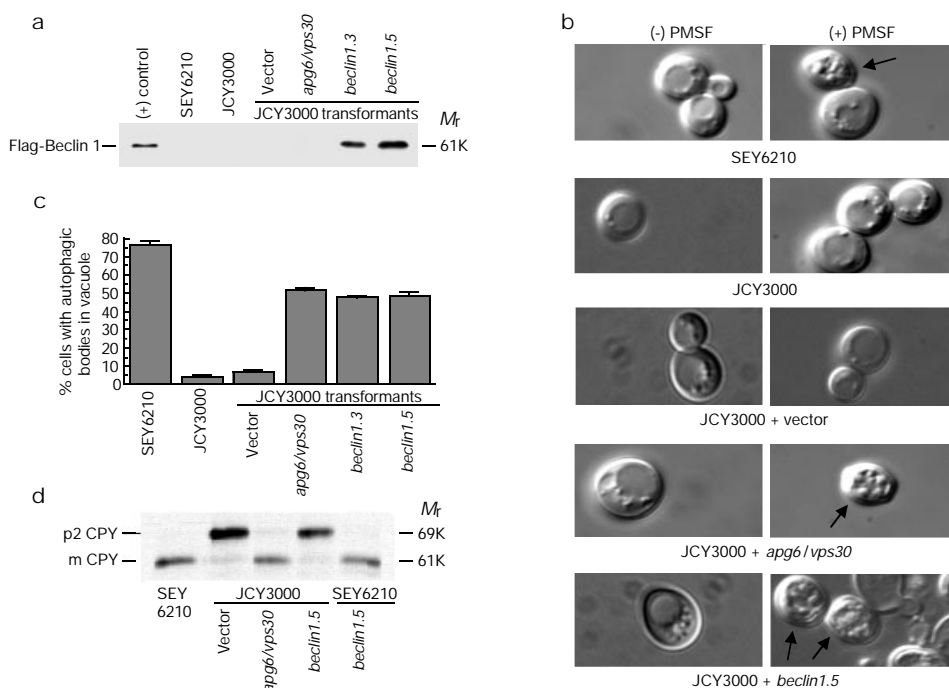 a
(+) control
SEY6210
JCY3000
Vector
apg6/vps30
beclin1.3
beclin1.5
JCY3000 transformants
Mr
Flag-Beclin 1
61K
b
(-) PMSF
(+) PMSF
SEY6210
JCY3000
JCY3000 + vector
JCY3000 + apg6/vps30
JCY3000 + beclin1.5
c
% cells with autophagic
bodies in vacuole
80
70
60
50
40
30
20
10
0
SEY6210
JCY3000
JCY3000 transformants
Vector
apg6/vps30
beclin1.3
beclin1.5
d
Mr
p2 CPY
69K
m CPY
61K
SEY
6210
JCY3000
SEY6210
Vector
apg6/vps30
beclin1.5
beclin1.5